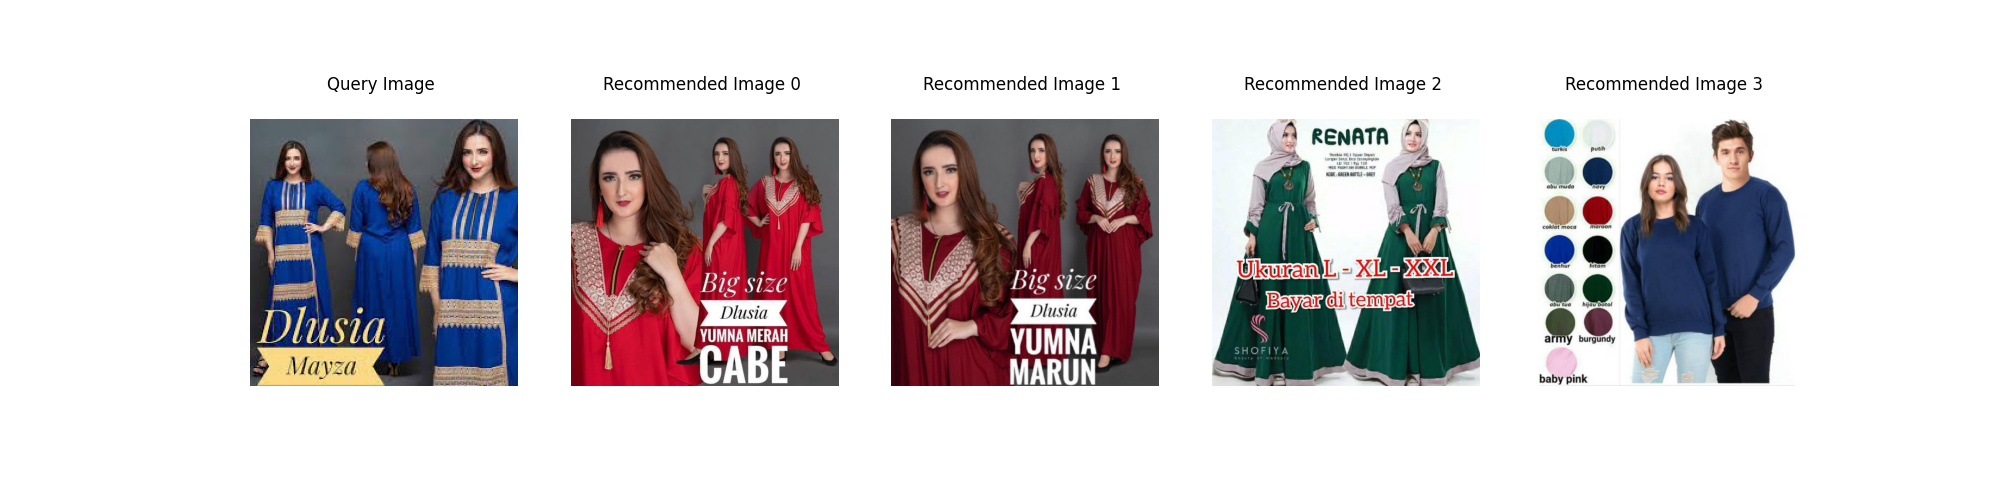 Query Image
Dlusia
Mayza
Recommended Image 0
Big size
Dlusia
YUMNA MERAH
CABE
Recommended Image 1
Big size
Dlusia
YUMNA
MARUN
Recommended Image 2
RENATA
Ukuran L - XL - XXL
Bayar di tempat
SHOFIYA
Recommended Image 3
turkis
putih
abu muda
navy
coklat moca
maroon
benhur
hitam
abu tua
hijau botol
army
burgundy
baby pink